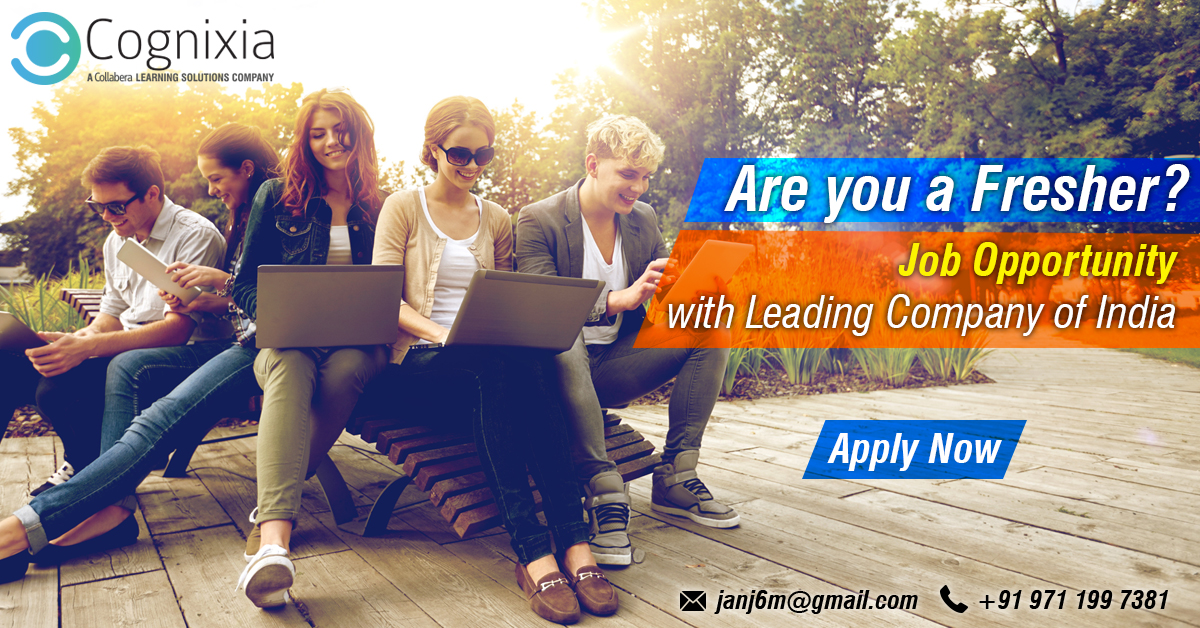 Cognixia
A Collabera LEARNING SOLUTIONS COMPANY
Are you a Fresher?
Job Opportunity
with Leading Company of India
Apply Now
janj6m@gmail.com
+91 971 199 7381